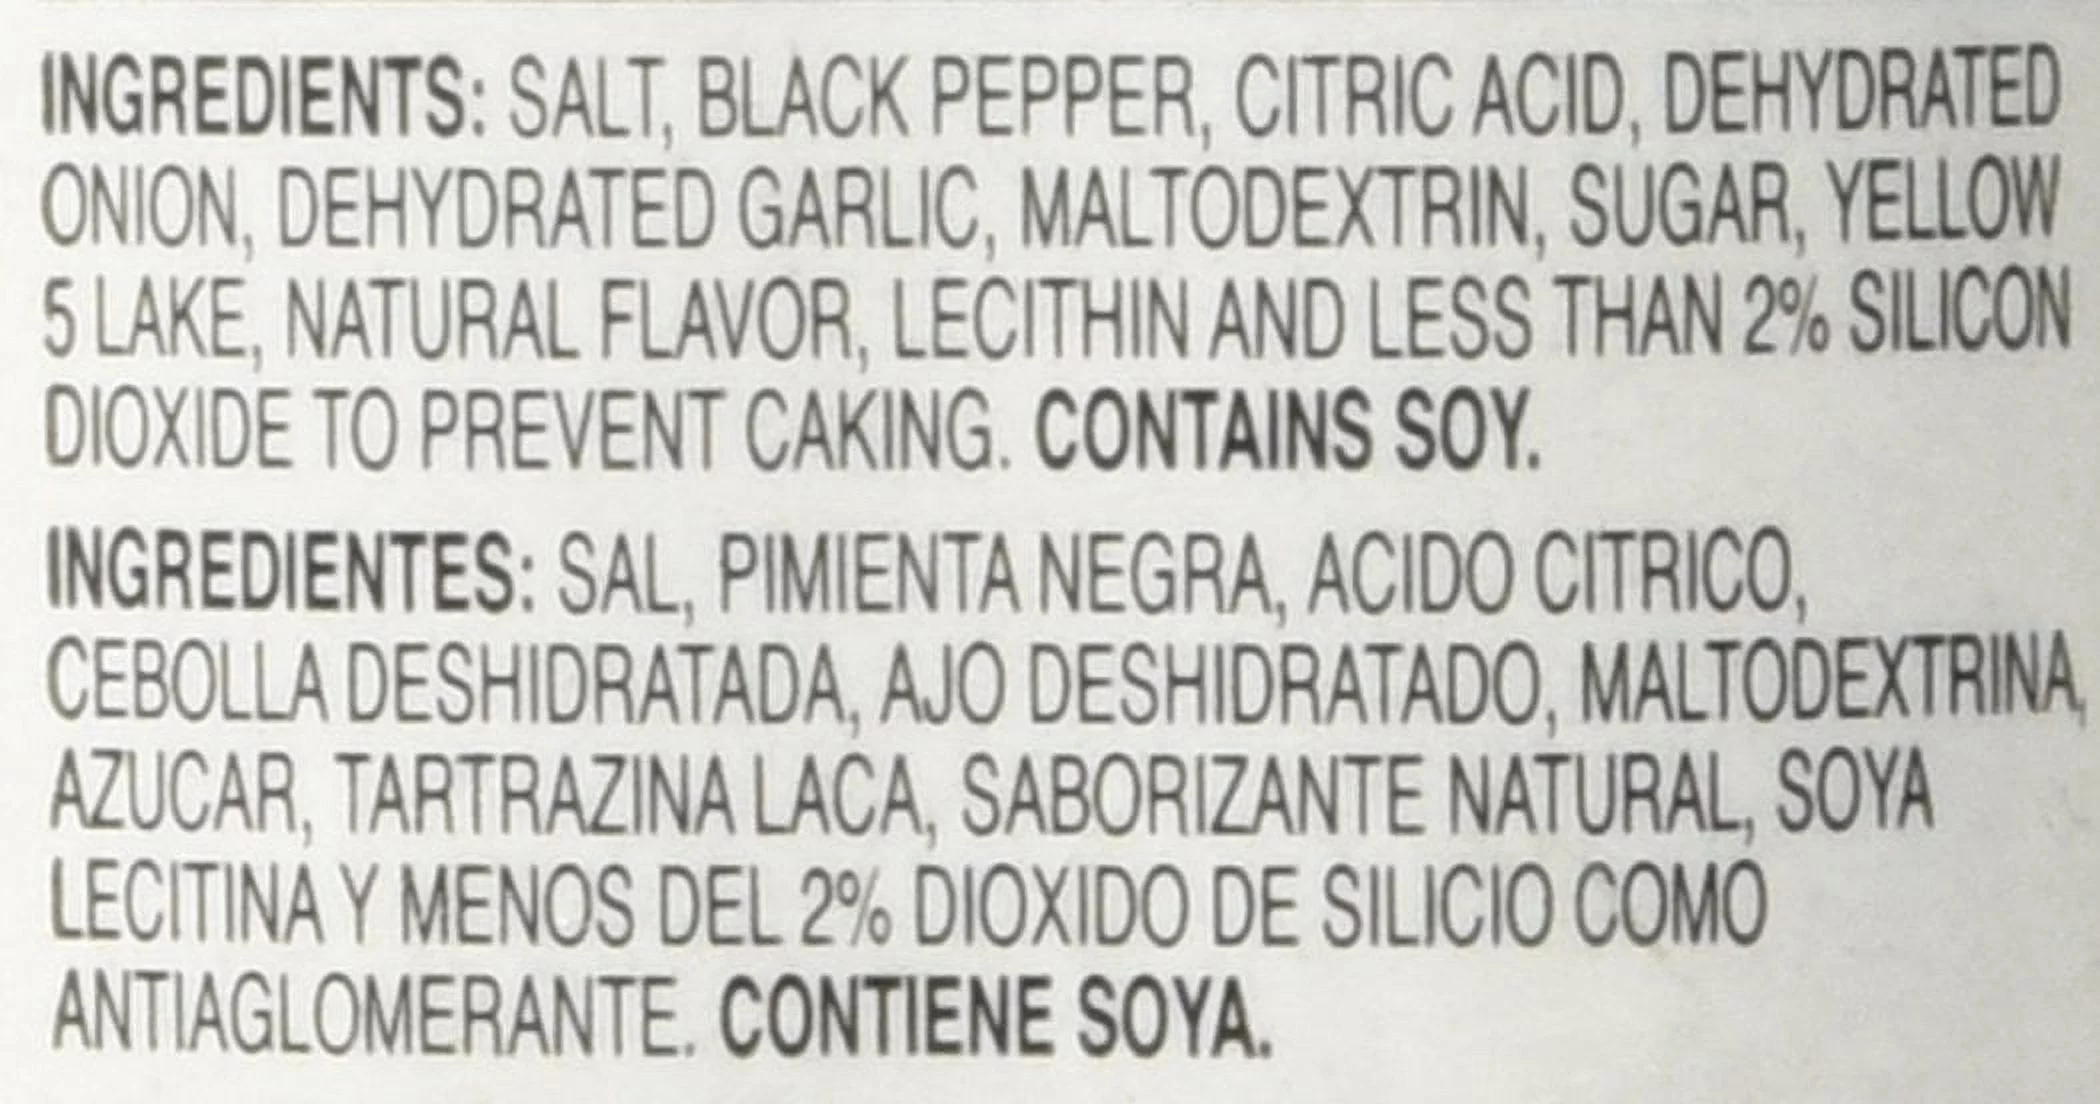 INGREDIENTS: SALT, BLACK PEPPER, CITRIC ACID, DEHYDRATED
ONION, DEHYDRATED GARLIC, MALTODEXTRIN, SUGAR, YELLOW
5 LAKE, NATURAL FLAVOR, LECITHIN AND LESS THAN 2% SILICON
DIOXIDE TO PREVENT CAKING. CONTAINS SOY.
INGREDIENTES: SAL, PIMIENTA NEGRA, ACIDO CITRICO,
CEBOLLA DESHIDRATADA, AJO DESHIDRATADO, MALTODEXTRINA,
AZUCAR, TARTRAZINA LACA, SABORIZANTE NATURAL, SOYA
LECITINA Y MENOS DEL 2% DIOXIDO DE SILICIO COMO
ANTIAGLOMERANTE. CONTIENE SOYA.